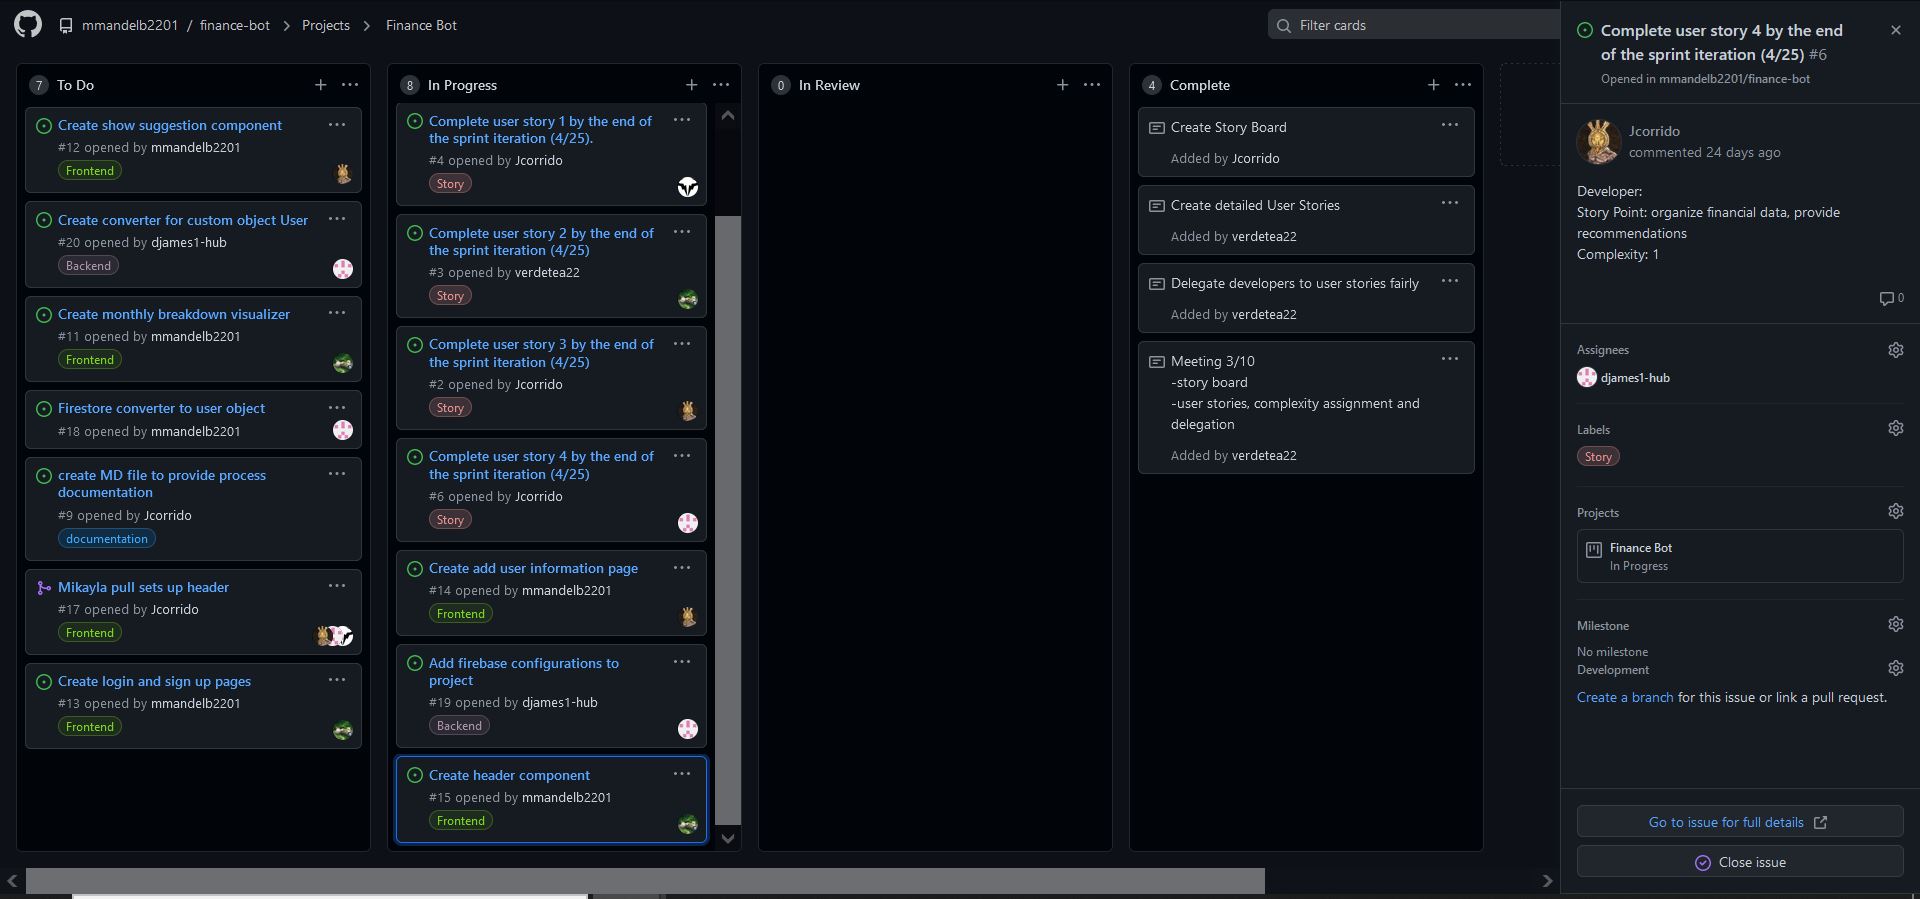 mmandelb2201 / finance-bot > Projects > Finance Bot
Filter cards
7 To Do
Create show suggestion component
#12 opened by mmandelb2201
Frontend
Create converter for custom object User
#20 opened by djames1-hub
Backend
Create monthly breakdown visualizer
#11 opened by mmandelb2201
Frontend
Firestore converter to user object
#18 opened by mmandelb2201
create MD file to provide process
documentation
#9 opened by Jcorrido
documentation
Mikayla pull sets up header
#17 opened by Jcorrido
Frontend
Create login and sign up pages
#13 opened by mmandelb2201
Frontend
8 In Progress
Complete user story 1 by the end of
the sprint iteration (4/25).
#4 opened by Jcorrido
Story
Complete user story 2 by the end of
the sprint iteration (4/25)
#3 opened by verdetea22
Story
Complete user story 3 by the end of
the sprint iteration (4/25)
#2 opened by Jcorrido
Story
Complete user story 4 by the end of
the sprint iteration (4/25)
#6 opened by Jcorrido
Story
Create add user information page
#14 opened by mmandelb2201
Frontend
Add firebase configurations to
project
#19 opened by djames1-hub
Backend
Create header component
#15 opened by mmandelb2201
Frontend
0 In Review
4 Complete
Create Story Board
Added by Jcorrido
Create detailed User Stories
Added by verdetea22
Delegate developers to user stories fairly
Added by verdetea22
Meeting 3/10
-story board
-user stories, complexity assignment and
delegation
Added by verdetea22
Complete user story 4 by the end
of the sprint iteration (4/25) #6
Opened in mmandelb2201/finance-bot
Jcorrido
commented 24 days ago
Developer:
Story Point: organize financial data, provide
recommendations
Complexity: 1
0
Assignees
djames1-hub
Labels
Story
Projects
Finance Bot
In Progress
Milestone
No milestone
Development
Create a branch for this issue or link a pull request.
Go to issue for full details
Close issue